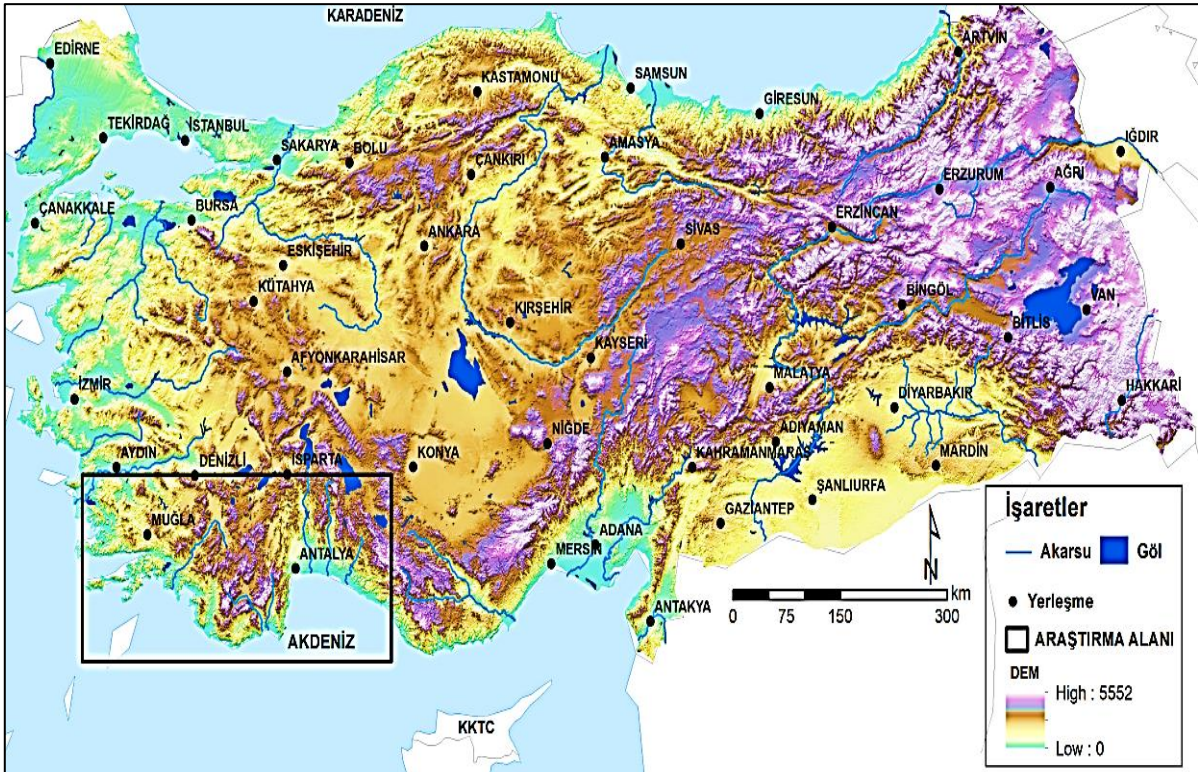 KARADENİZ
EDİRNE
ARTVİN
KASTAMONU
SAMSUN
GİRESUN
TEKİRDAĞ
İSTANBUL
SAKARYA
BOLU
AMASYA
IĞDIR
ÇANKIRI
ERZURUM
AĞRI
ÇANAKKALE
BURSA
ERZİNCAN
ANKARA
SİVAS
ESKİŞEHİR
KÜTAHYA
BİNGÖL
VAN
KIRŞEHİR
BİTLİS
KAYSERİ
AFYONKARAHİSAR
İZMİR
MALATYA
HAKKARİ
DİYARBAKIR
NİĞDE
ADIYAMAN
AYDIN
DENİZLİ
ISPARTA
KONYA
KAHRAMANMARAŞ
MARDİN
ŞANLIURFA
GAZİANTEP
MUĞLA
ADANA
ANTALYA
MERSİN
ANTAKYA
AKDENİZ
KKTC
N
km
0 75 150 300
İşaretler
Akarsu Göl
Yerleşme
ARAŞTIRMA ALANI
DEM
High : 5552
Low : 0